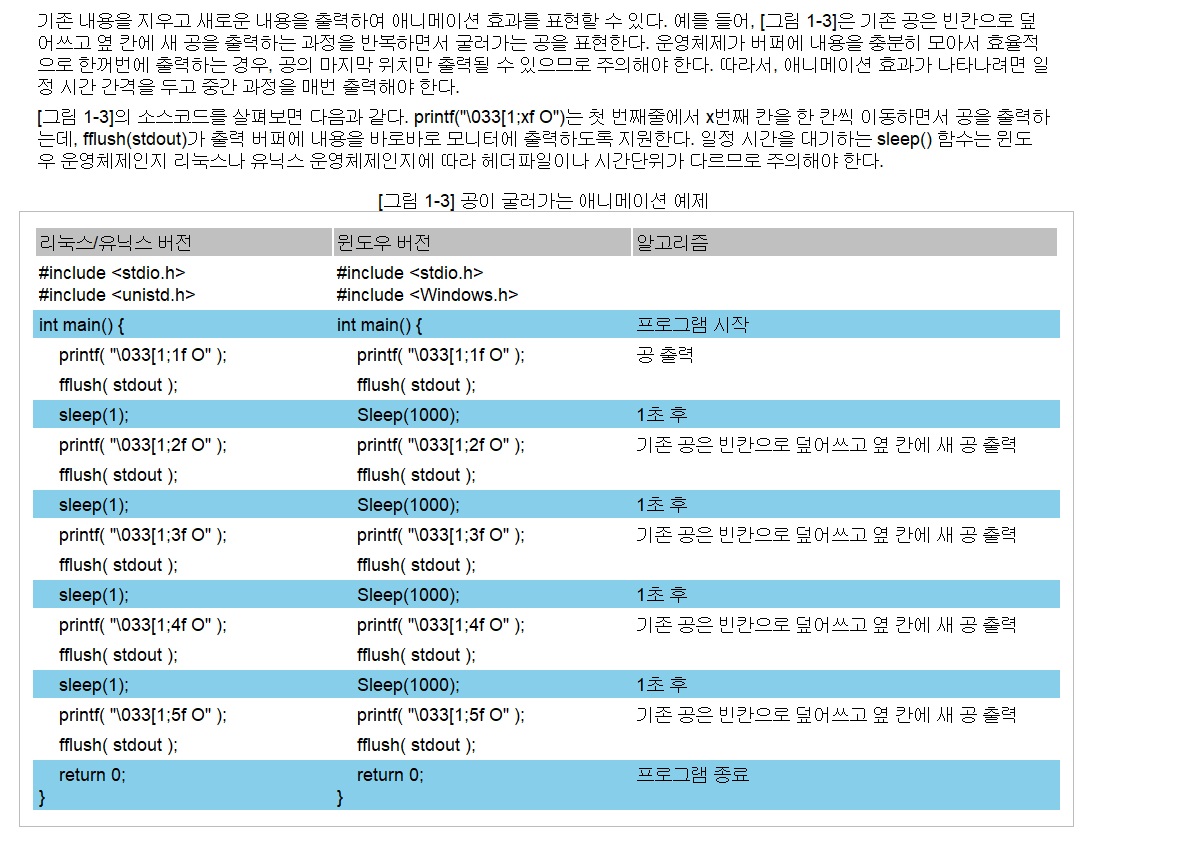 기존 내용을 지우고 새로운 내용을 출력하여 애니메이션 효과를 표현할 수 있다. 예를 들어, [그림 1-3]은 기존 공은 빈칸으로 덮
어쓰고 옆 칸에 새 공을 출력하는 과정을 반복하면서 굴러가는 공을 표현한다. 운영체제가 버퍼에 내용을 충분히 모아서 효율적
으로 한꺼번에 출력하는 경우, 공의 마지막 위치만 출력될 수 있으므로 주의해야 한다. 따라서, 애니메이션 효과가 나타나려면 일
정 시간 간격을 두고 중간 과정을 매번 출력해야 한다.
[그림 1-3]의 소스코드를 살펴보면 다음과 같다. printf("\033[1;xf O")는 첫 번째줄에서 x번째 칸을 한 칸씩 이동하면서 공을 출력하
는데, fflush(stdout)가 출력 버퍼에 내용을 바로바로 모니터에 출력하도록 지원한다. 일정 시간을 대기하는 sleep() 함수는 윈도
우 운영체제인지 리눅스나 유닉스 운영체제인지에 따라 헤더파일이나 시간단위가 다르므로 주의해야 한다.
[그림 1-3] 공이 굴러가는 애니메이션 예제
리눅스/유닉스 버전 윈도우 버전 알고리즘
#include <stdio.h> #include <stdio.h>
#include <unistd.h> #include <Windows.h>
int main() { int main() { 프로그램 시작
printf( "\033[1;1f O" ); printf( "\033[1;1f O" ); 공 출력
fflush( stdout ); fflush( stdout );
sleep(1); Sleep(1000); 1초 후
printf( "\033[1;2f O" ); printf( "\033[1;2f O" ); 기존 공은 빈칸으로 덮어쓰고 옆 칸에 새 공 출력
fflush( stdout ); fflush( stdout );
sleep(1); Sleep(1000); 1초 후
printf( "\033[1;3f O" ); printf( "\033[1;3f O" ); 기존 공은 빈칸으로 덮어쓰고 옆 칸에 새 공 출력
fflush( stdout ); fflush( stdout );
sleep(1); Sleep(1000); 1초 후
printf( "\033[1;4f O" ); printf( "\033[1;4f O" ); 기존 공은 빈칸으로 덮어쓰고 옆 칸에 새 공 출력
fflush( stdout ); fflush( stdout );
sleep(1); Sleep(1000); 1초 후
printf( "\033[1;5f O" ); printf( "\033[1;5f O" ); 기존 공은 빈칸으로 덮어쓰고 옆 칸에 새 공 출력
fflush( stdout ); fflush( stdout );
return 0; return 0; 프로그램 종료
} }